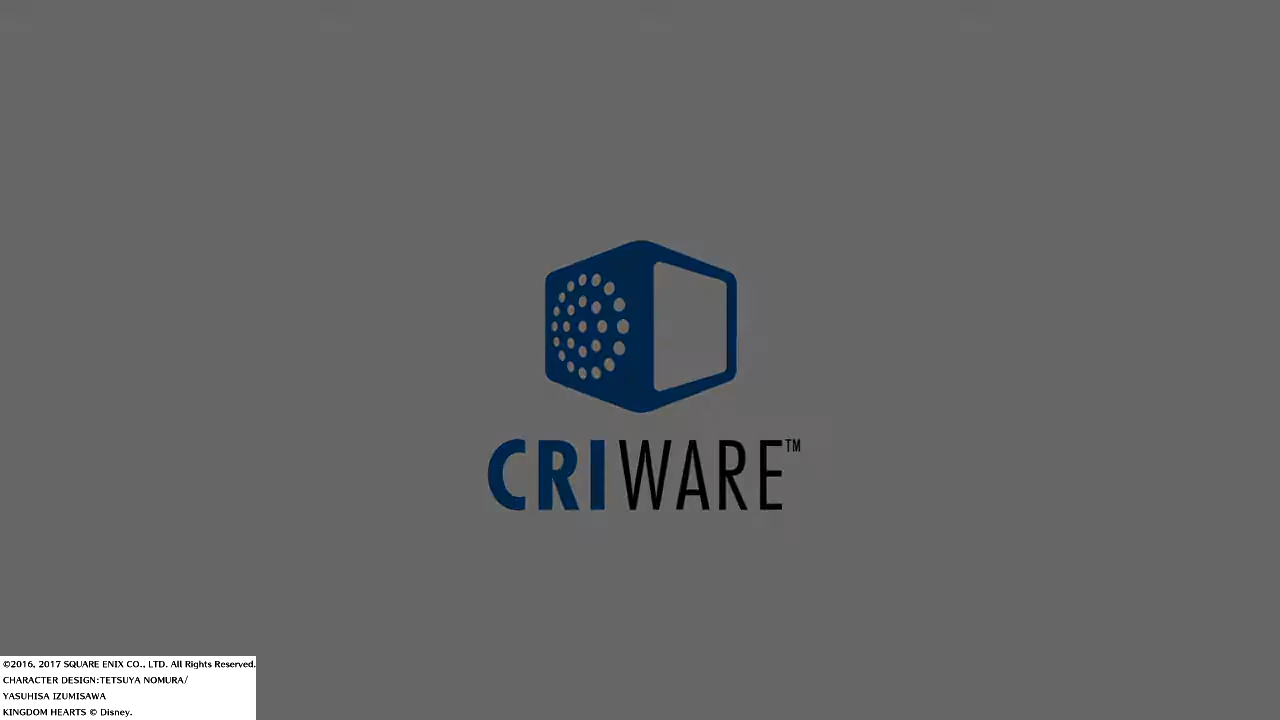 CRIWARE™
©2016, 2017 SQUARE ENIX CO., LTD. All Rights Reserved.
CHARACTER DESIGN:TETSUYA NOMURA/
YASUHISA IZUMISAWA
KINGDOM HEARTS © Disney.